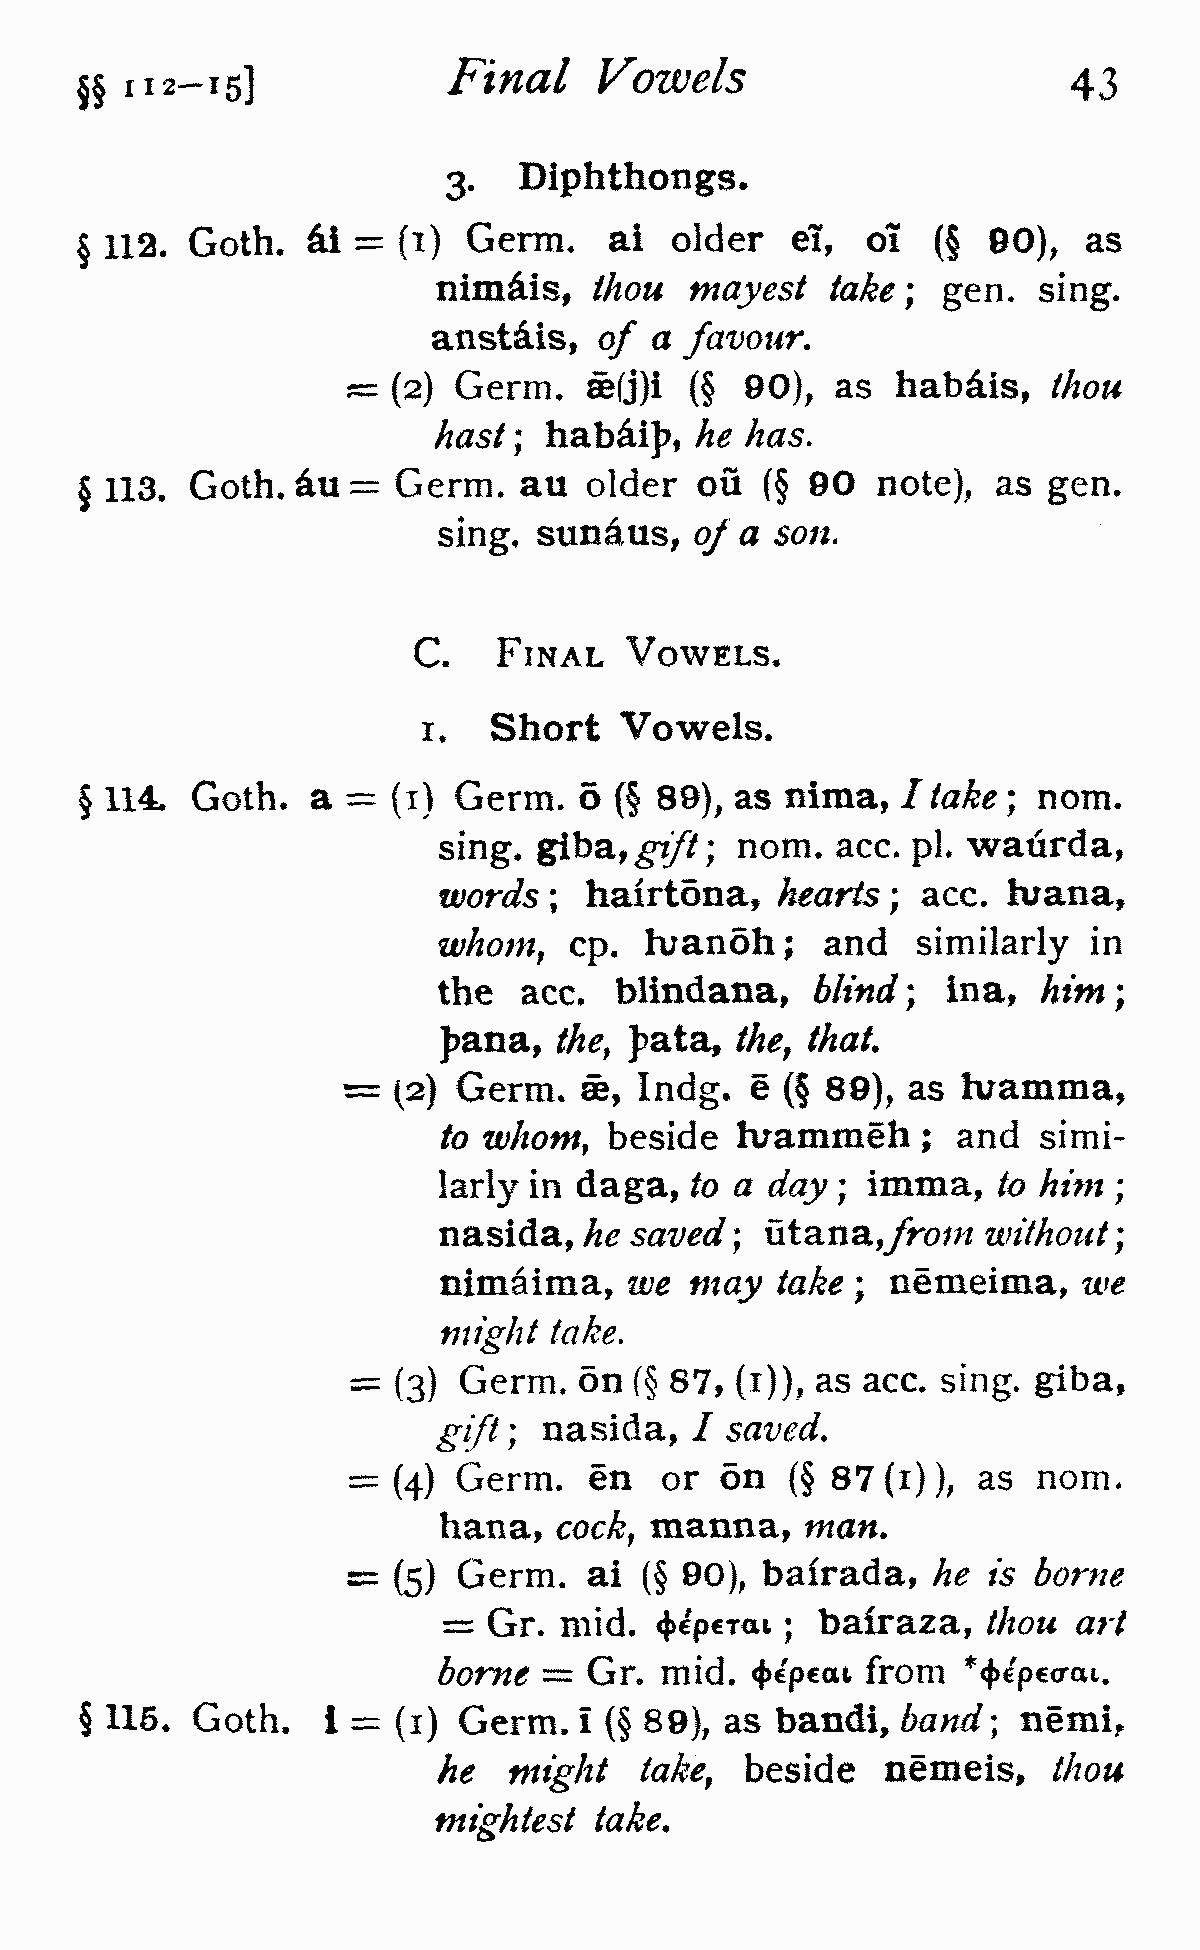 §§ 112–15] Final Vowels 43
3. Diphthongs.
§ 112. Goth. ái = (1) Germ. ai older eĩ, oĩ (§ 90), as
nimáis, thou mayest take; gen. sing.
anstáis, of a favour.
= (2) Germ. ǣ(j)i (§ 90), as habáis, thou
hast; habáiþ, he has.
§ 113. Goth. áu = Germ. au older oũ (§ 90 note), as gen.
sing. sunáus, of a son.
C. Final Vowels.
1. Short Vowels.
§ 114. Goth. a = (1) Germ. ō (§ 89), as nima, I take; nom.
sing. giba, gift; nom. acc. pl. waúrda,
words; haírtōna, hearts; acc. ƕana,
whom, cp. ƕanōh; and similarly in
the acc. blindana, blind; ina, him;
þana, the, þata, the, that.
= (2) Germ. ǣ, Indg. ē (§ 89), as ƕamma,
to whom, beside ƕammēh; and simi-
larly in daga, to a day; imma, to him;
nasida, he saved; ūtana, from without;
nimáima, we may take; nēmeima, we
might take.
= (3) Germ. ōn (§ 87, (1)), as acc. sing. giba,
gift; nasida, I saved.
= (4) Germ. ēn or ōn (§ 87 (1)), as nom.
hana, cock, manna, man.
= (5) Germ. ai (§ 90), baírada, he is borne
= Gr. mid. φέρεται; baíraza, thou art
borne = Gr. mid. φέρεαι from *φέρεσαι.
§ 115. Goth. i = (1) Germ. ī (§ 89), as bandi, band; nēmi,
he might take, beside nēmeis, thou
mightest take.